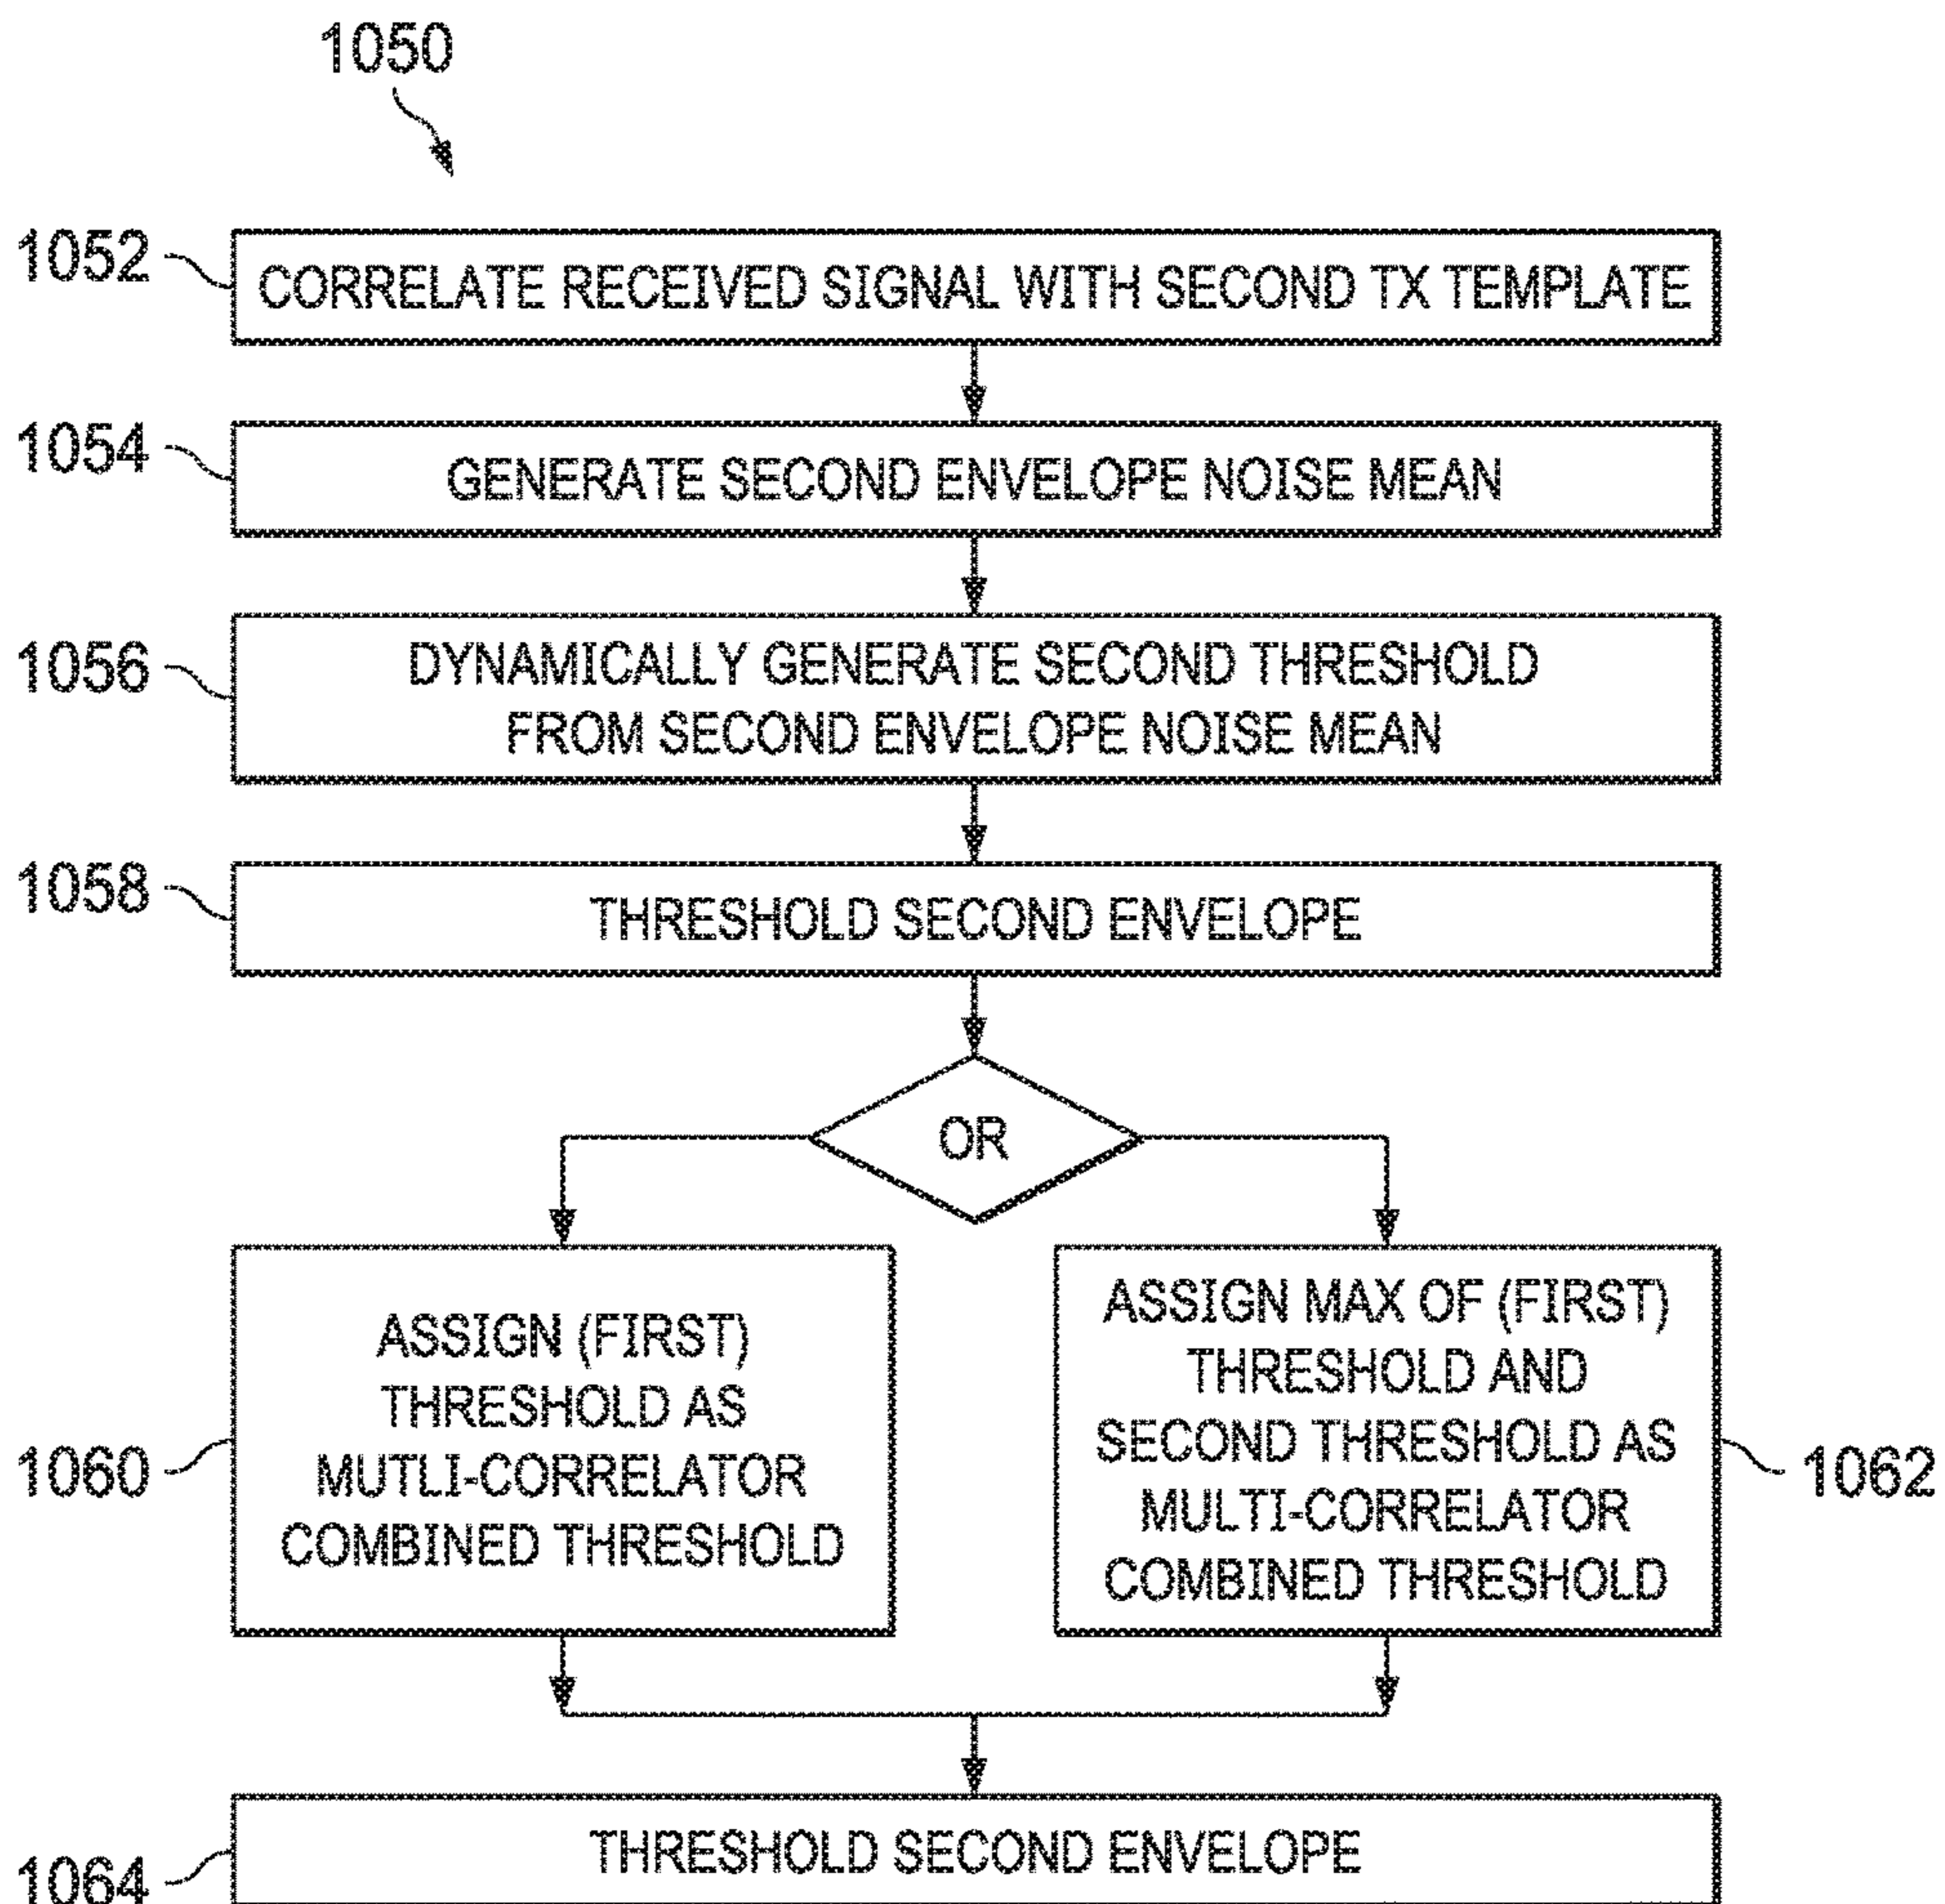 1050
1052
CORRELATE RECEIVED SIGNAL WITH SECOND TX TEMPLATE
1054
GENERATE SECOND ENVELOPE NOISE MEAN
1056
DYNAMICALLY GENERATE SECOND THRESHOLD
FROM SECOND ENVELOPE NOISE MEAN
1058
THRESHOLD SECOND ENVELOPE
OR
1060
ASSIGN (FIRST)
THRESHOLD AS
MUTLI-CORRELATOR
COMBINED THRESHOLD
ASSIGN MAX OF (FIRST)
THRESHOLD AND
SECOND THRESHOLD AS
MULTI-CORRELATOR
COMBINED THRESHOLD
1062
1064
THRESHOLD SECOND ENVELOPE